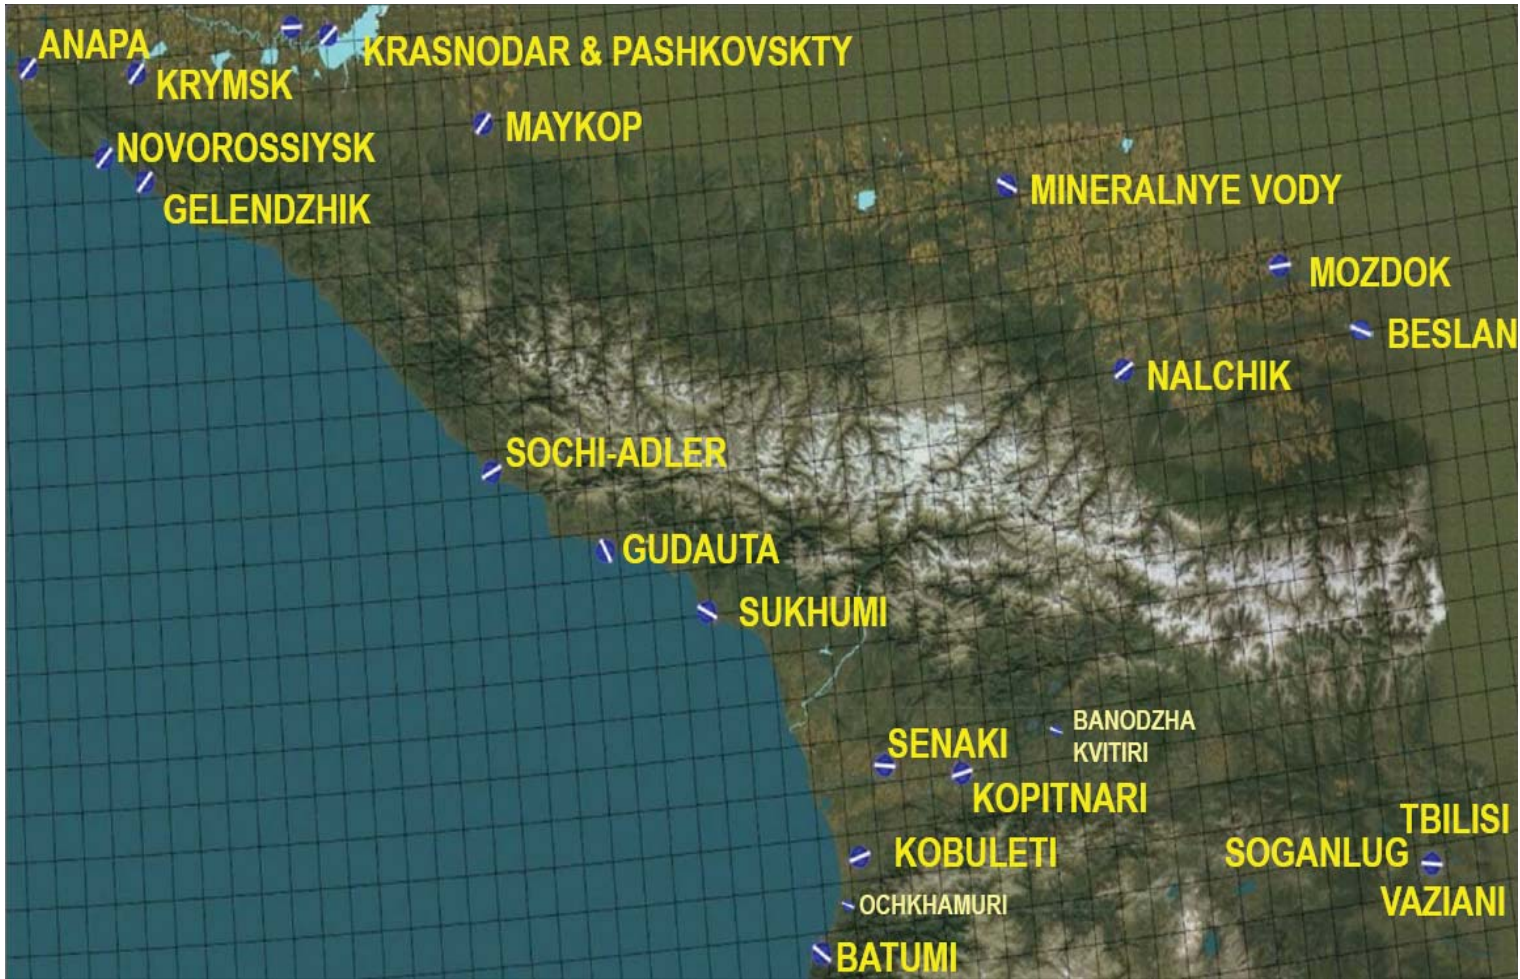 ANAPA
KRASNODAR & PASHKOVSKTY
KRYMSK
MAYKOP
NOVOROSSIYSK
MINERALNYE VODY
GELENDZHIK
MOZDOK
BESLAN
NALCHIK
SOCHI-ADLER
GUDAUTA
SUKHUMI
BANODZHA
KVITIRI
SENAKI
KOPITNARI
TBILISI
KOBULETI
SOGANLUG
VAZIANI
OCHKHAMURI
BATUMI